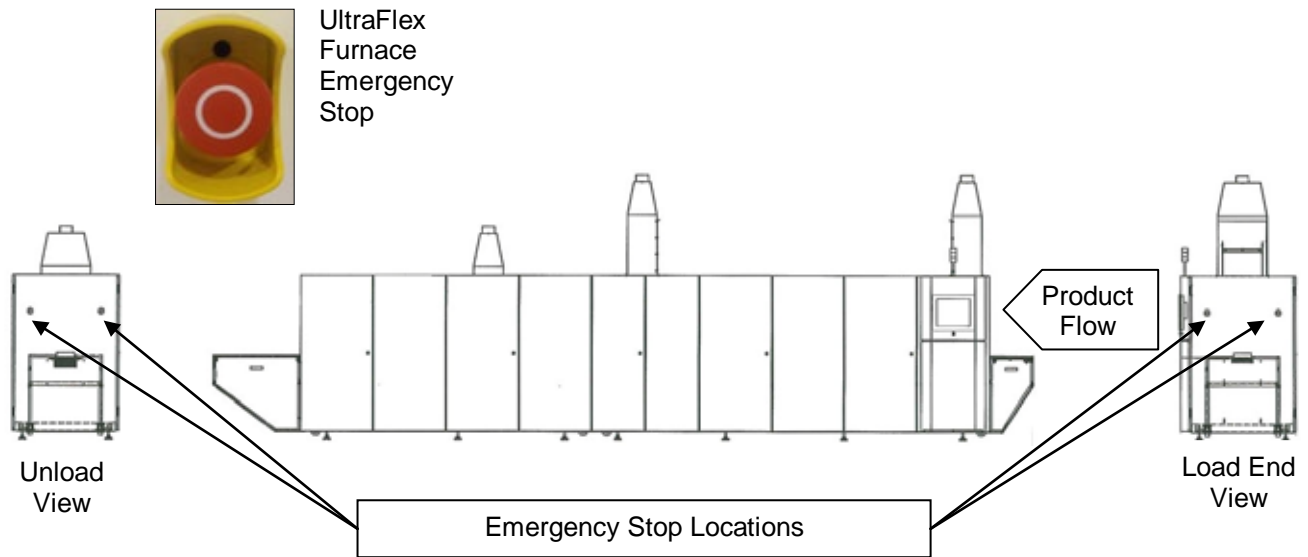 UltraFlex
Furnace
Emergency
Stop
Product
Flow
Unload
View
Load End
View
Emergency Stop Locations